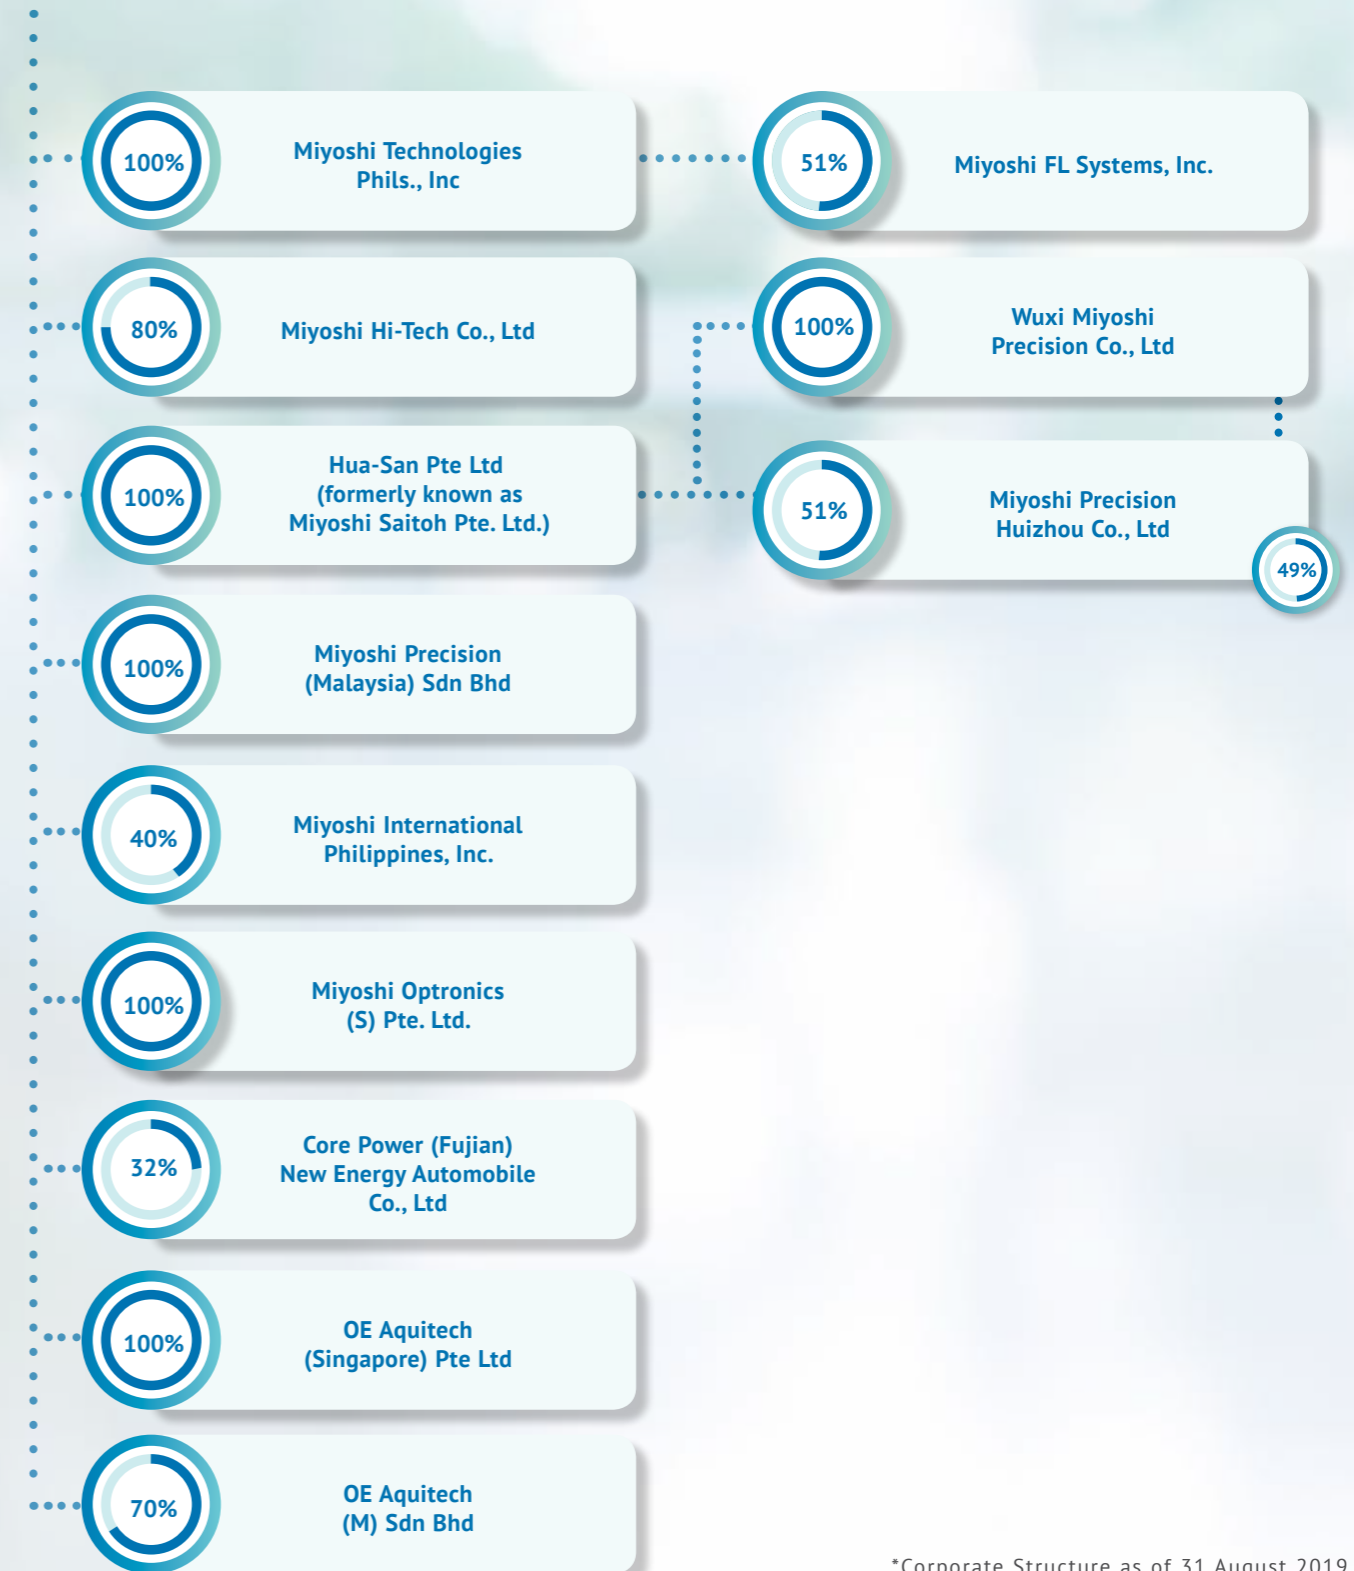 100%
Miyoshi Technologies
Phils., Inc
51%
Miyoshi FL Systems, Inc.
80%
Miyoshi Hi-Tech Co., Ltd
100%
Wuxi Miyoshi
Precision Co., Ltd
100%
Hua-San Pte Ltd
(formerly known as
Miyoshi Saitoh Pte. Ltd.)
51%
Miyoshi Precision
Huizhou Co., Ltd
49%
100%
Miyoshi Precision
(Malaysia) Sdn Bhd
40%
Miyoshi International
Philippines, Inc.
100%
Miyoshi Optronics
(S) Pte. Ltd.
32%
Core Power (Fujian)
New Energy Automobile
Co., Ltd
100%
OE Aquitech
(Singapore) Pte Ltd
70%
OE Aquitech
(M) Sdn Bhd
*Corporate Structure as of 31 August 2019